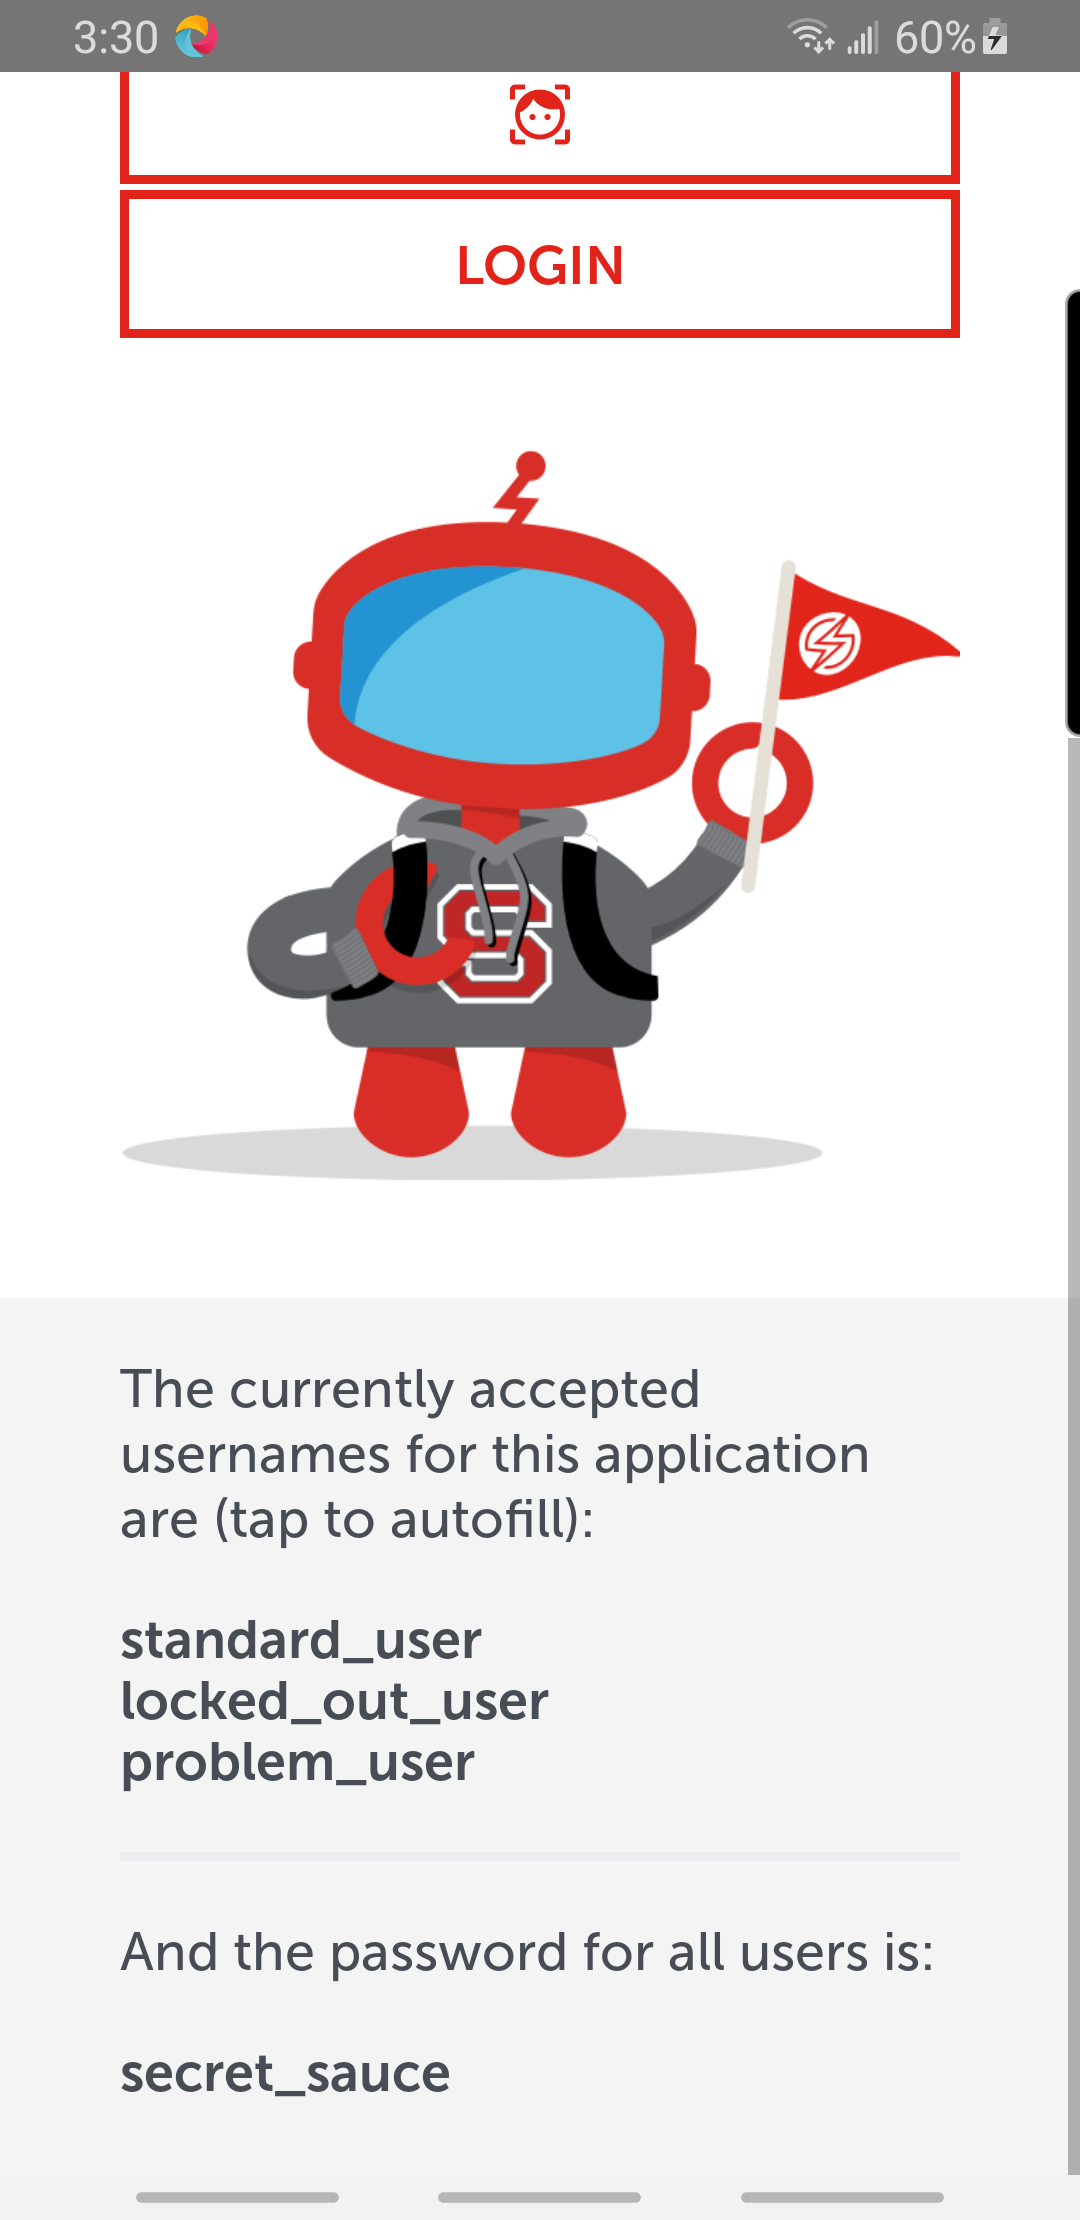 3:30
60%
LOGIN
S
The currently accepted
usernames for this application
are (tap to autofill):
standard_user
locked_out_user
problem_user
And the password for all users is:
secret_sauce